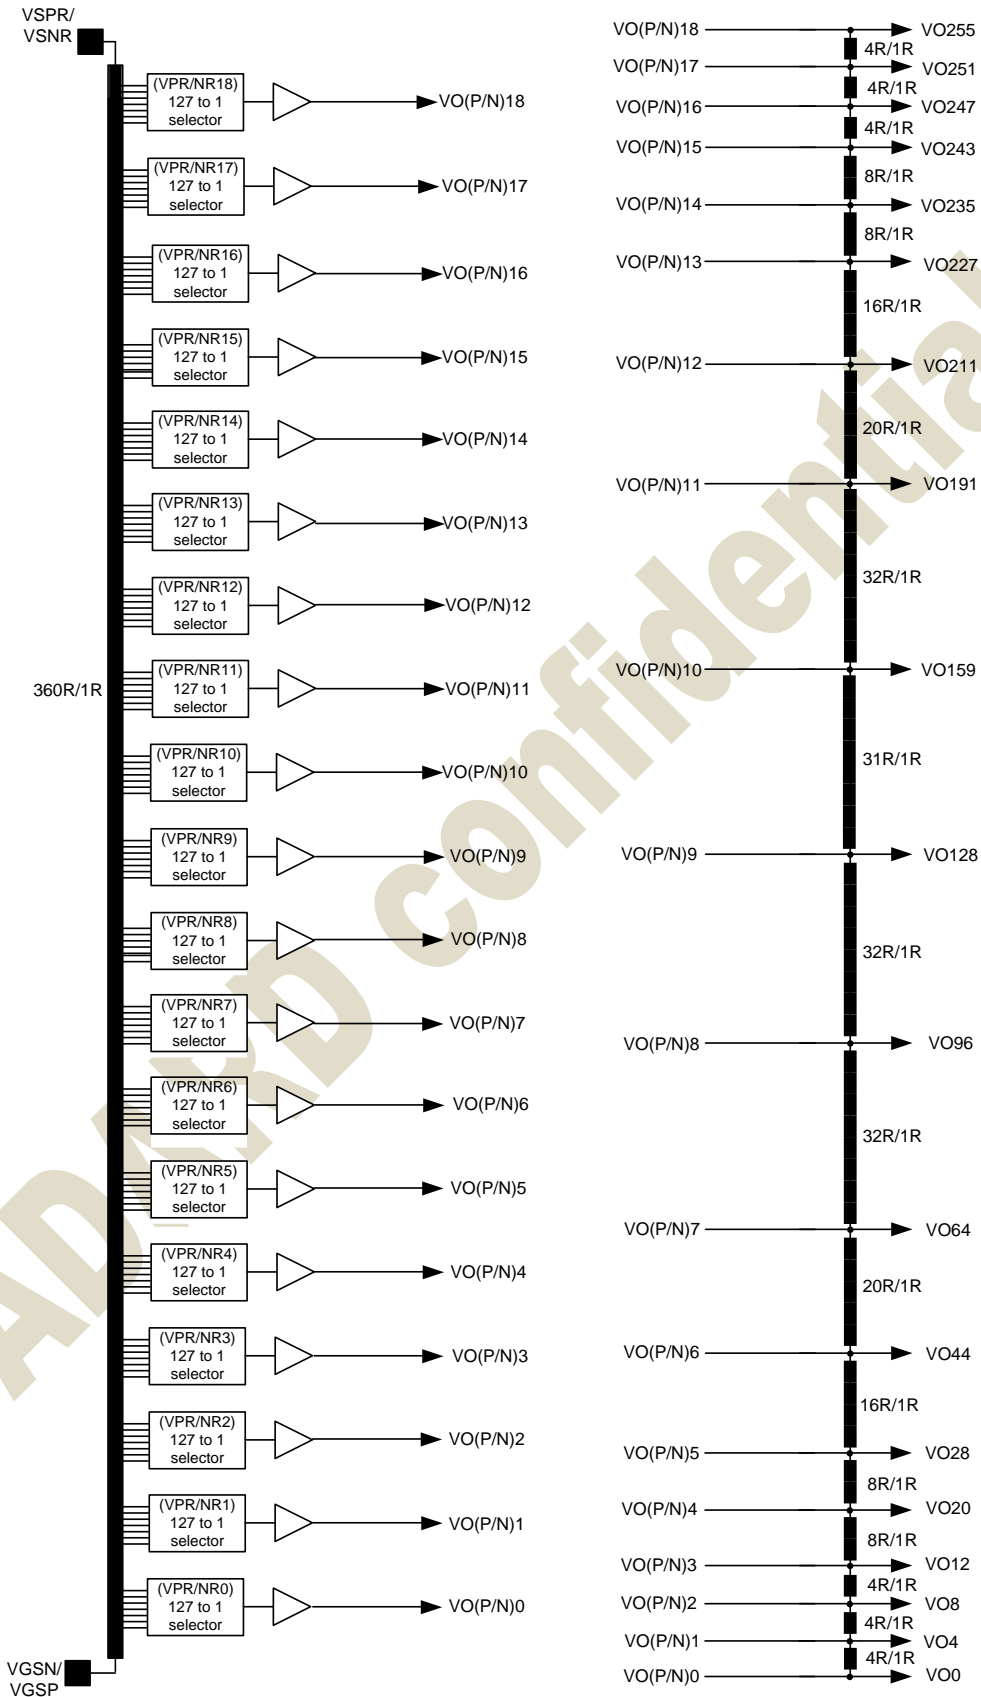 VSPR/
VSNR
(VPR/NR18)
127 to 1
selector
VO(P/N)18
(VPR/NR17)
127 to 1
selector
VO(P/N)17
(VPR/NR16)
127 to 1
selector
VO(P/N)16
(VPR/NR15)
127 to 1
selector
VO(P/N)15
(VPR/NR14)
127 to 1
selector
VO(P/N)14
(VPR/NR13)
127 to 1
selector
VO(P/N)13
(VPR/NR12)
127 to 1
selector
VO(P/N)12
360R/1R
(VPR/NR11)
127 to 1
selector
VO(P/N)11
(VPR/NR10)
127 to 1
selector
VO(P/N)10
(VPR/NR9)
127 to 1
selector
VO(P/N)9
(VPR/NR8)
127 to 1
selector
VO(P/N)8
(VPR/NR7)
127 to 1
selector
VO(P/N)7
(VPR/NR6)
127 to 1
selector
VO(P/N)6
(VPR/NR5)
127 to 1
selector
VO(P/N)5
(VPR/NR4)
127 to 1
selector
VO(P/N)4
(VPR/NR3)
127 to 1
selector
VO(P/N)3
(VPR/NR2)
127 to 1
selector
VO(P/N)2
(VPR/NR1)
127 to 1
selector
VO(P/N)1
(VPR/NR0)
127 to 1
selector
VO(P/N)0
VGSN/
VGSP
VO(P/N)18 VO255
4R/1R
VO(P/N)17 VO251
4R/1R
VO(P/N)16 VO247
4R/1R
VO(P/N)15 VO243
8R/1R
VO(P/N)14 VO235
8R/1R
VO(P/N)13 VO227
16R/1R
VO(P/N)12 VO211
20R/1R
VO(P/N)11 VO191
32R/1R
VO(P/N)10 VO159
31R/1R
VO(P/N)9 VO128
32R/1R
VO(P/N)8 VO96
32R/1R
VO(P/N)7 VO64
20R/1R
VO(P/N)6 VO44
16R/1R
VO(P/N)5 VO28
8R/1R
VO(P/N)4 VO20
8R/1R
VO(P/N)3 VO12
4R/1R
VO(P/N)2 VO8
4R/1R
VO(P/N)1 VO4
4R/1R
VO(P/N)0 VO0
ADARD confidential